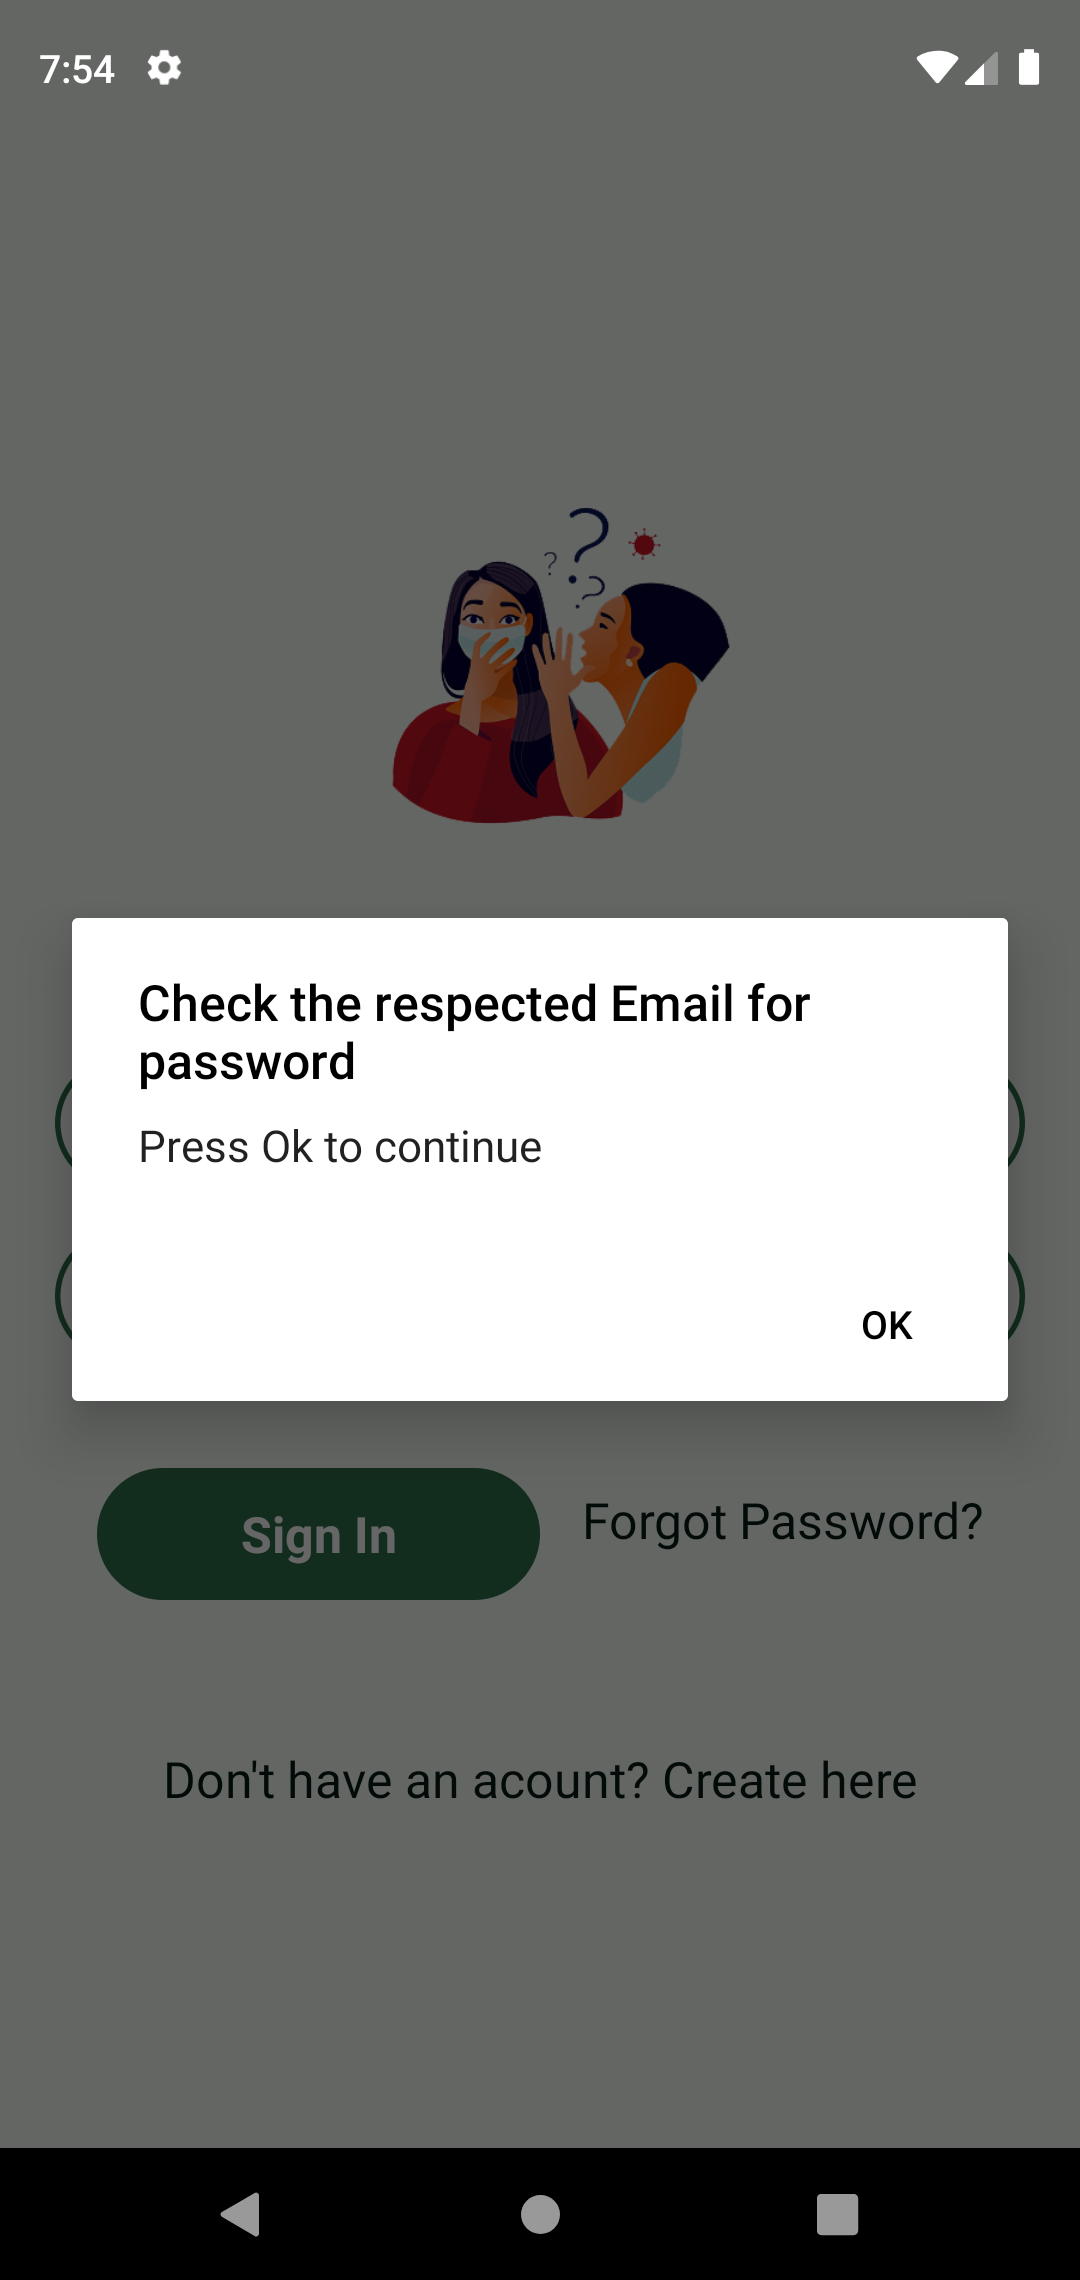 7:54
Check the respected Email for
password
Press Ok to continue
OK
Sign In
Forgot Password?
Don't have an acount? Create here